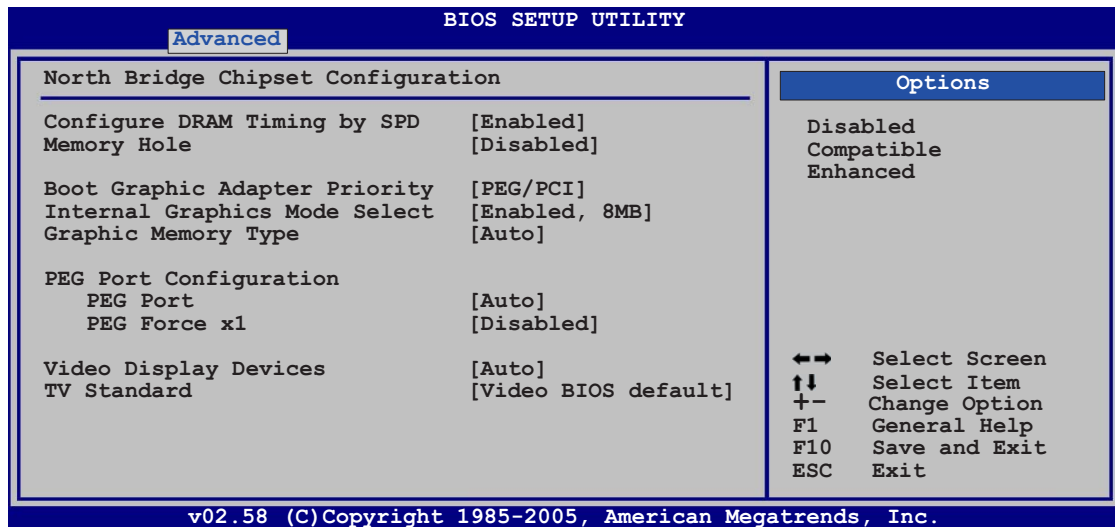 BIOS SETUP UTILITY
Advanced
North Bridge Chipset Configuration
Configure DRAM Timing by SPD [Enabled]
Memory Hole [Disabled]
Boot Graphic Adapter Priority [PEG/PCI]
Internal Graphics Mode Select [Enabled, 8MB]
Graphic Memory Type [Auto]
PEG Port Configuration
PEG Port [Auto]
PEG Force x1 [Disabled]
Video Display Devices [Auto]
TV Standard [Video BIOS default]
Options
Disabled
Compatible
Enhanced
←→ Select Screen
↑↓ Select Item
+- Change Option
F1 General Help
F10 Save and Exit
ESC Exit
v02.58 (C)Copyright 1985-2005, American Megatrends, Inc.